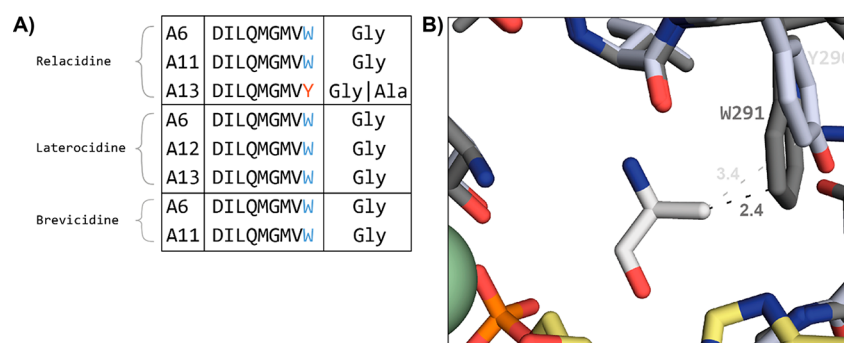 A)
Relacidine
A6 DILQMGMVW Gly
A11 DILQMGMVW Gly
A13 DILQMGMVY Gly|Ala
Laterocidine
A6 DILQMGMVW Gly
A12 DILQMGMVW Gly
A13 DILQMGMVW Gly
Brevicidine
A6 DILQMGMVW Gly
A11 DILQMGMVW Gly
B)
W291
3.4
2.4